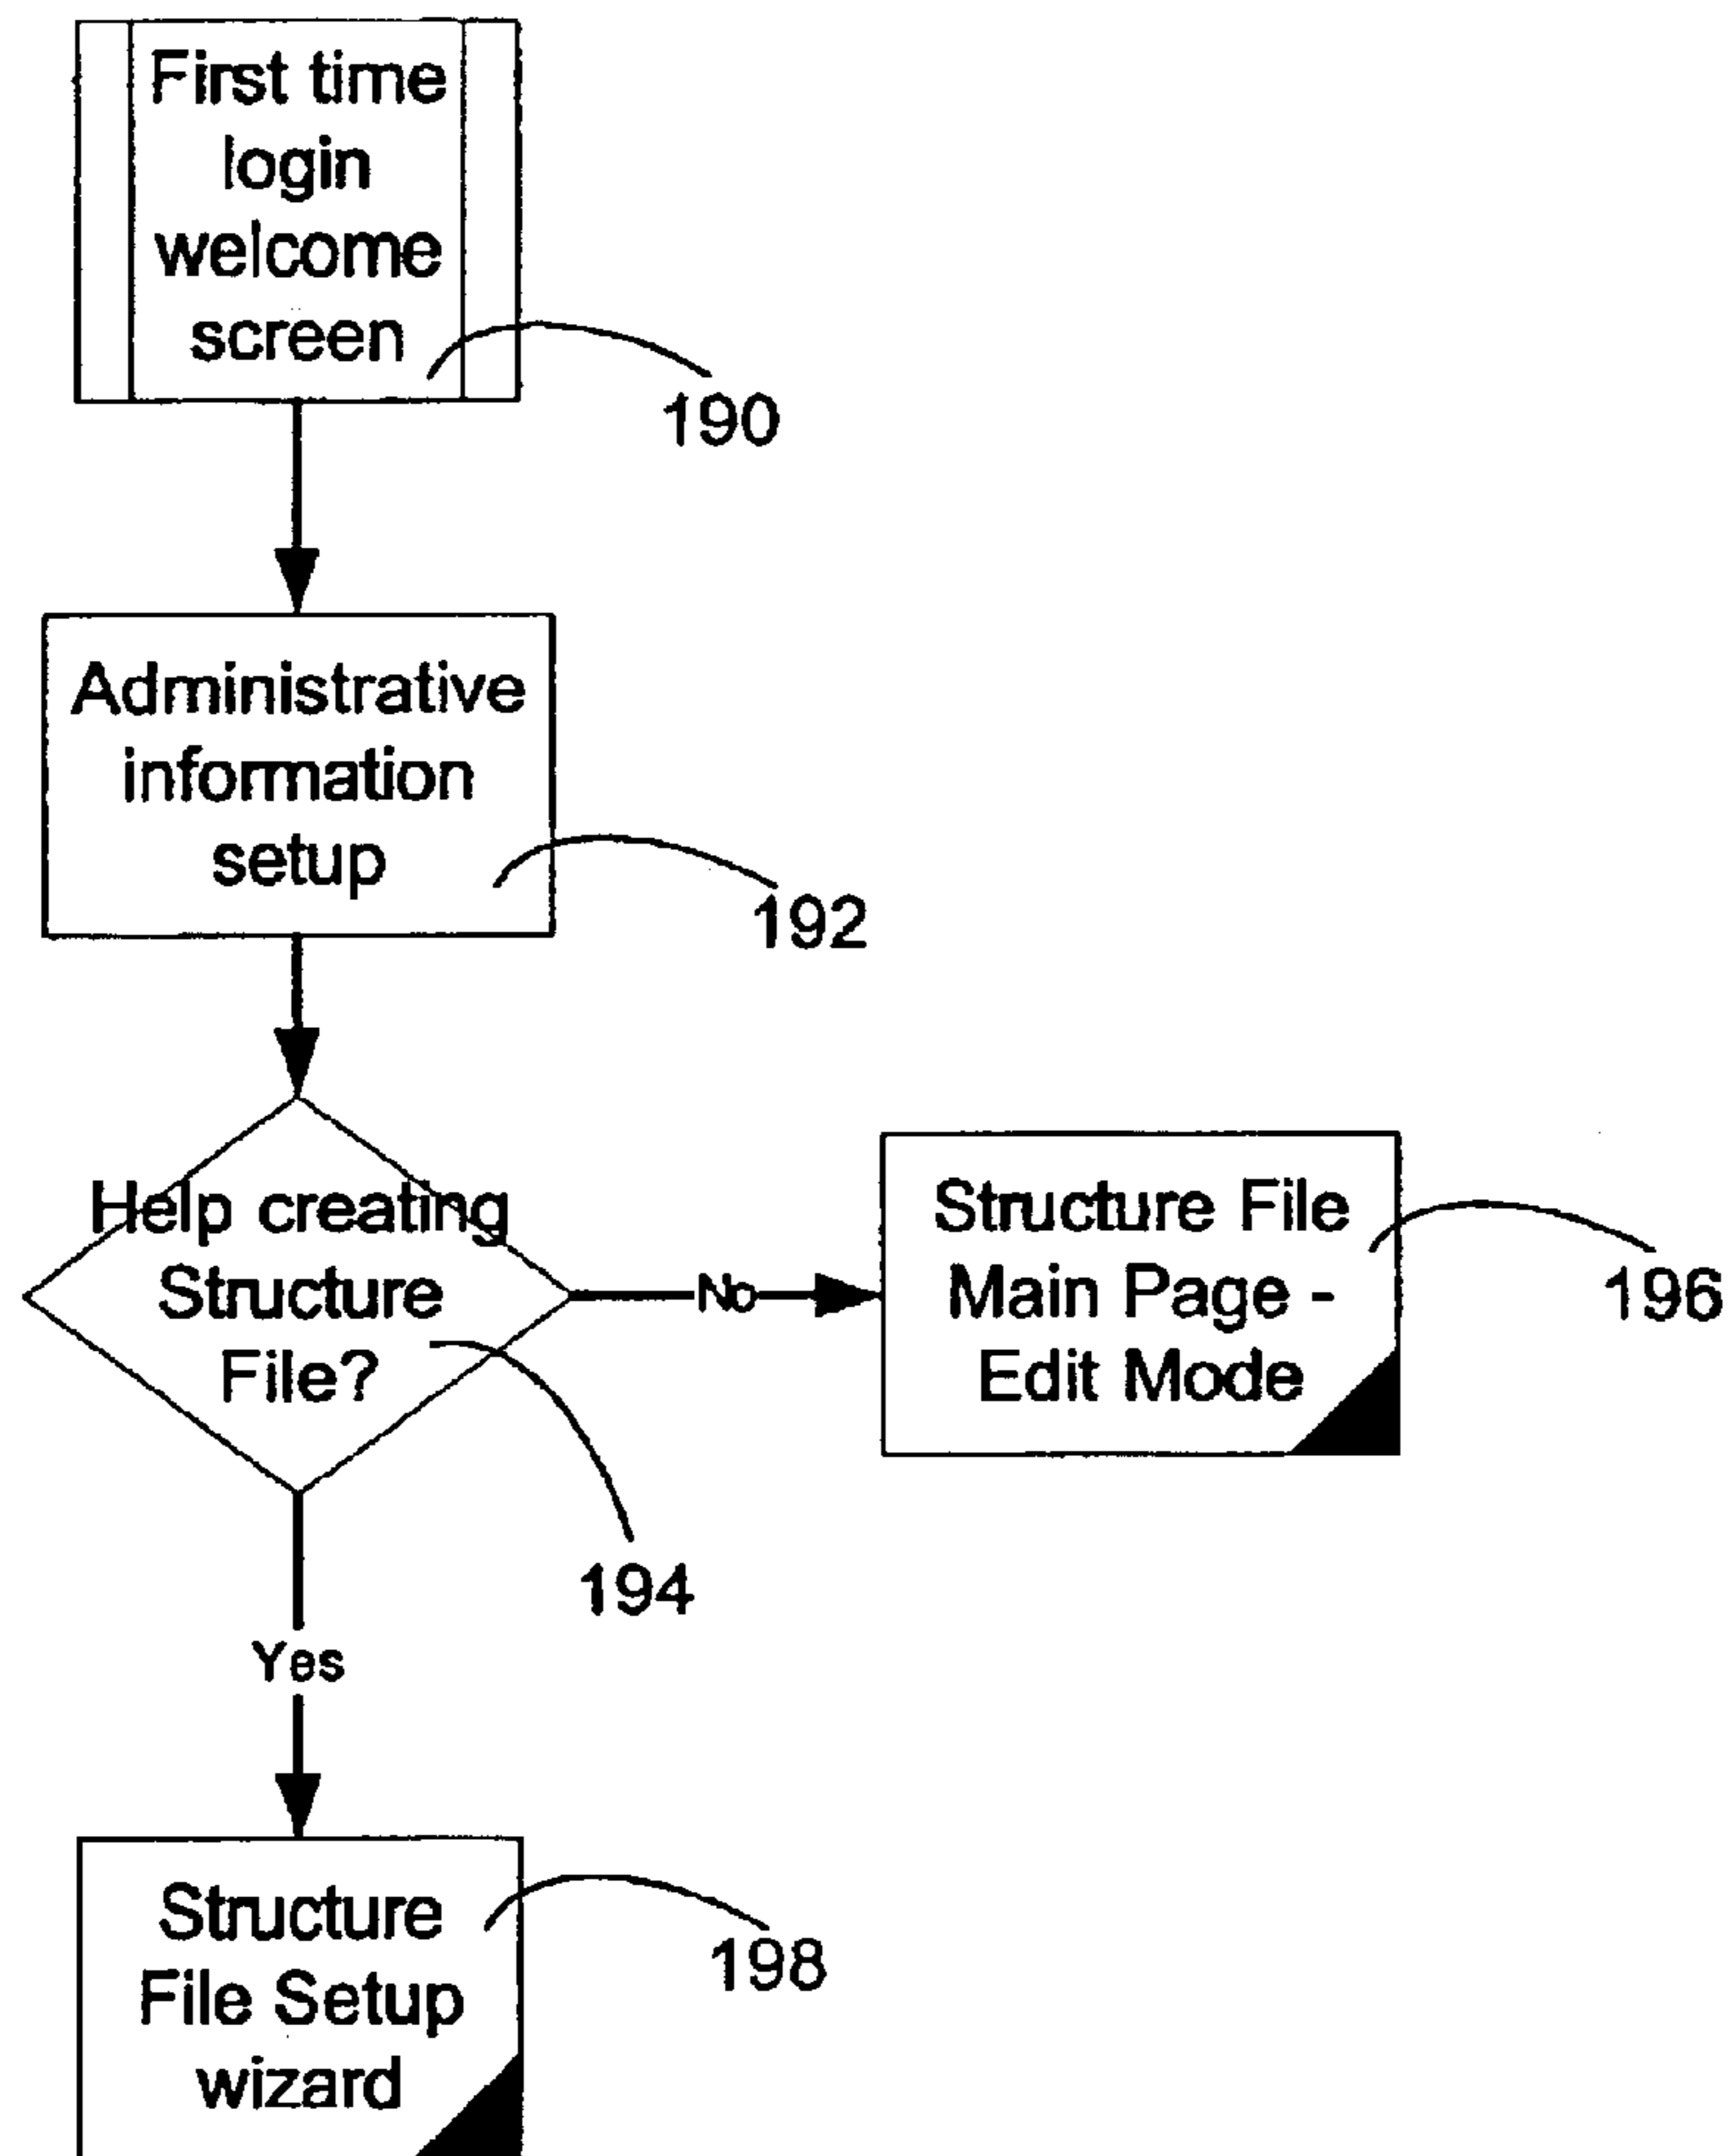 First time
login
welcome
screen
190
Administrative
information
setup
192
Help creating
Structure
File?
No
Structure File
Main Page -
Edit Mode
196
194
Yes
Structure
File Setup
wizard
198